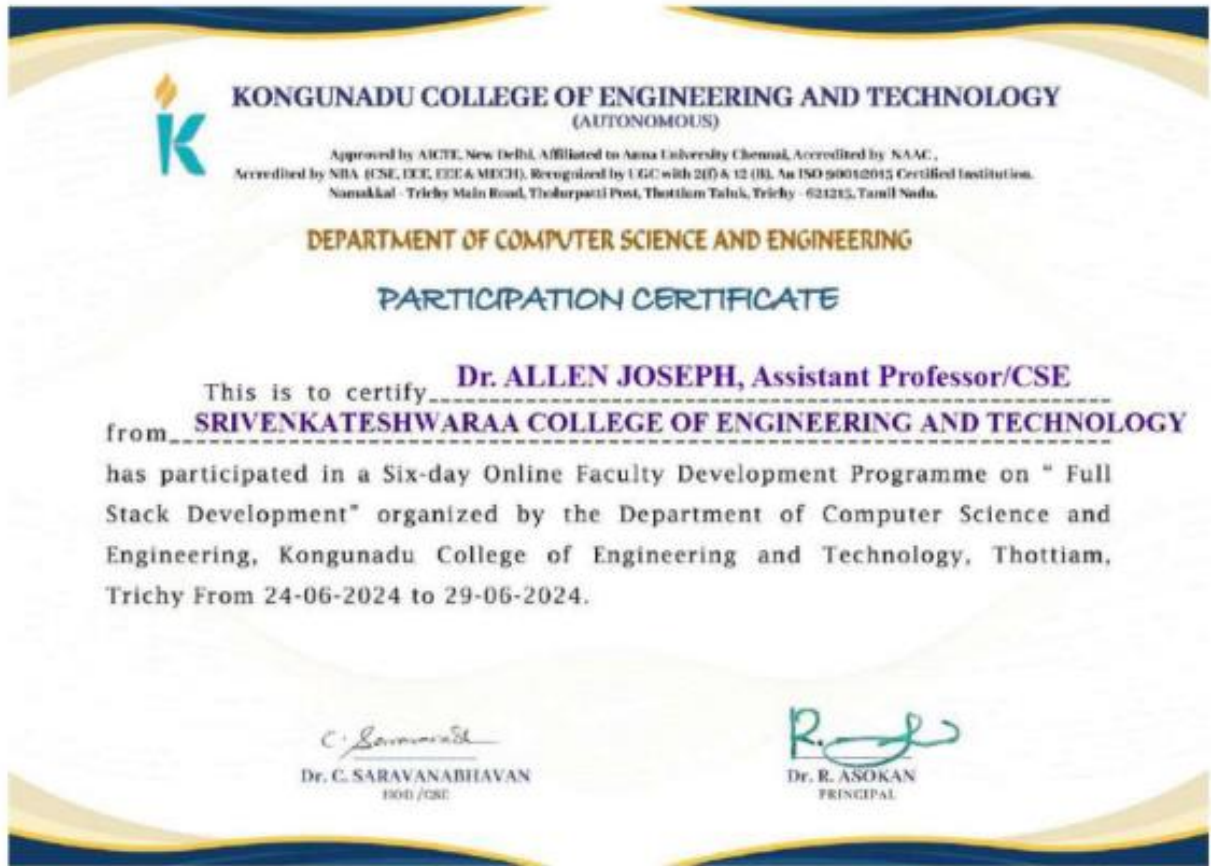 KONGUNADU COLLEGE OF ENGINEERING AND TECHNOLOGY
(AUTONOMOUS)
Approved by AICTE, New Delhi, Affiliated to Anna University Chennai, Accredited by NAAC,
Accredited by NBA (CSE, ECE, EEE & MECH), Recognized by UGC with 2(f) & 12 (B), An ISO 9001:2015 Certified Institution.
Namakkal - Trichy Main Road, Tholurpatti Post, Thottiam Taluk, Trichy - 621215, Tamil Nadu.
DEPARTMENT OF COMPUTER SCIENCE AND ENGINEERING
PARTICIPATION CERTIFICATE
This is to certify Dr. ALLEN JOSEPH, Assistant Professor/CSE
from SRIVENKATESHWARAA COLLEGE OF ENGINEERING AND TECHNOLOGY
has participated in a Six-day Online Faculty Development Programme on " Full
Stack Development" organized by the Department of Computer Science and
Engineering, Kongunadu College of Engineering and Technology, Thottiam,
Trichy From 24-06-2024 to 29-06-2024.
Dr. C. SARAVANABHAVAN
HOD /CSE
Dr. R. ASOKAN
PRINCIPAL